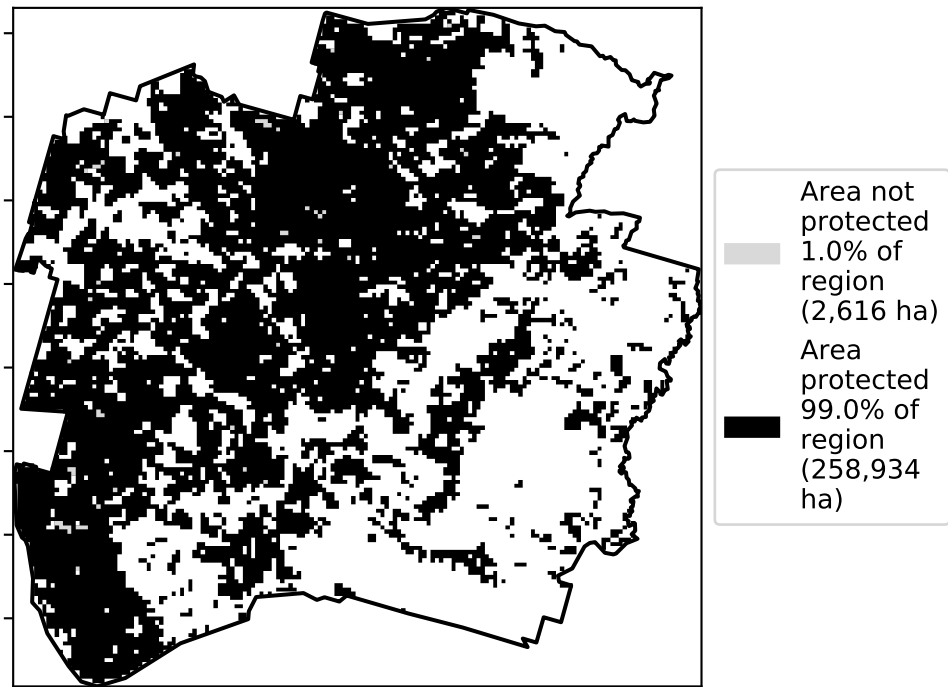 Area not
protected
1.0% of
region
(2,616 ha)
Area
protected
99.0% of
region
(258,934
ha)